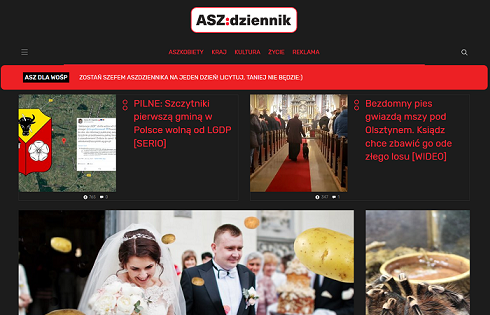 ASZ:dziennik
ASZKOBIETY KRAJ KULTURA ŻYCIE REKLAMA
ASZ DLA WOŚP ZOSTAŃ SZEFEM ASZDZIENNIKA NA JEDEN DZIEŃ! LICYTUJ, TANIEJ NIE BĘDZIE:)
PILNE: Szczytniki
pierwszą gminą w
Polsce wolną od LGDP
[SERIO]
Bezdomny pies
gwiazdą mszy pod
Olsztynem. Ksiądz
chce zbawić go ode
złego losu [WIDEO]